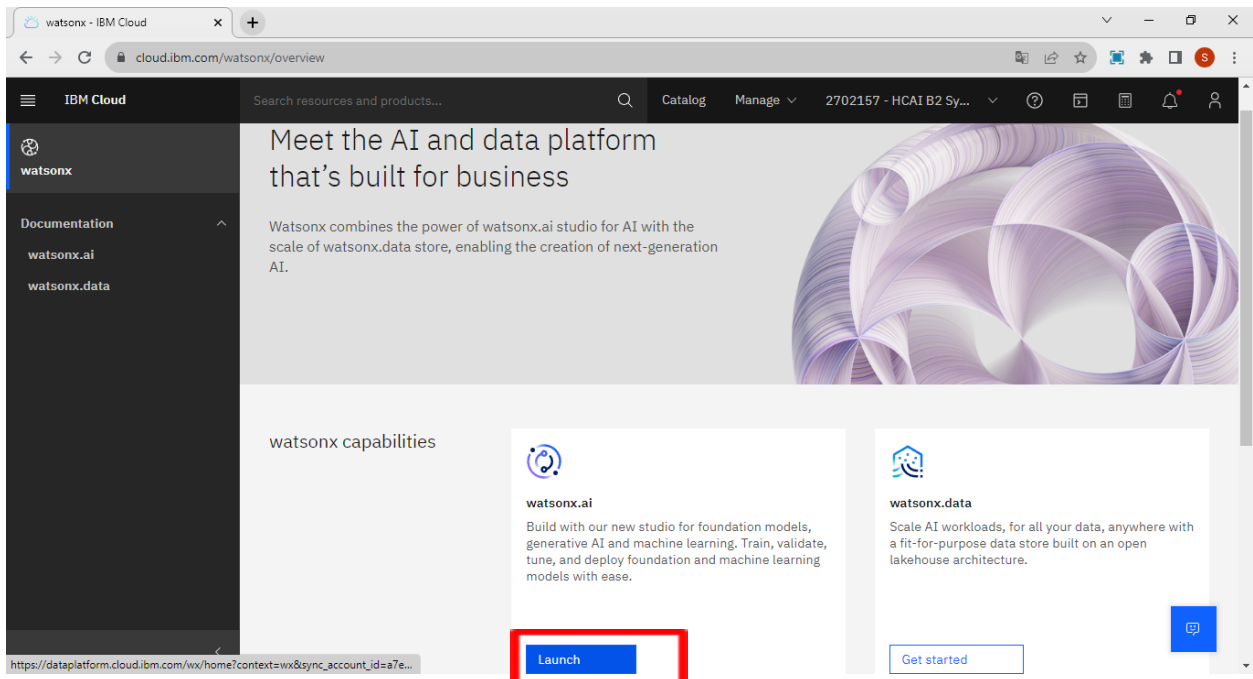 watsonx - IBM Cloud
cloud.ibm.com/watsonx/overview
S
IBM Cloud
Search resources and products...
Catalog
Manage
2702157 - HCAI B2 Sy...
watsonx
Documentation
watsonx.ai
watsonx.data
Meet the AI and data platform
that's built for business
Watsonx combines the power of watsonx.ai studio for AI with the
scale of watsonx.data store, enabling the creation of next-generation
AI.
watsonx capabilities
watsonx.ai
Build with our new studio for foundation models,
generative AI and machine learning. Train, validate,
tune, and deploy foundation and machine learning
models with ease.
Launch
watsonx.data
Scale AI workloads, for all your data, anywhere with
a fit-for-purpose data store built on an open
lakehouse architecture.
Get started
https://dataplatform.cloud.ibm.com/wx/home?context=wx&sync_account_id=a7e...